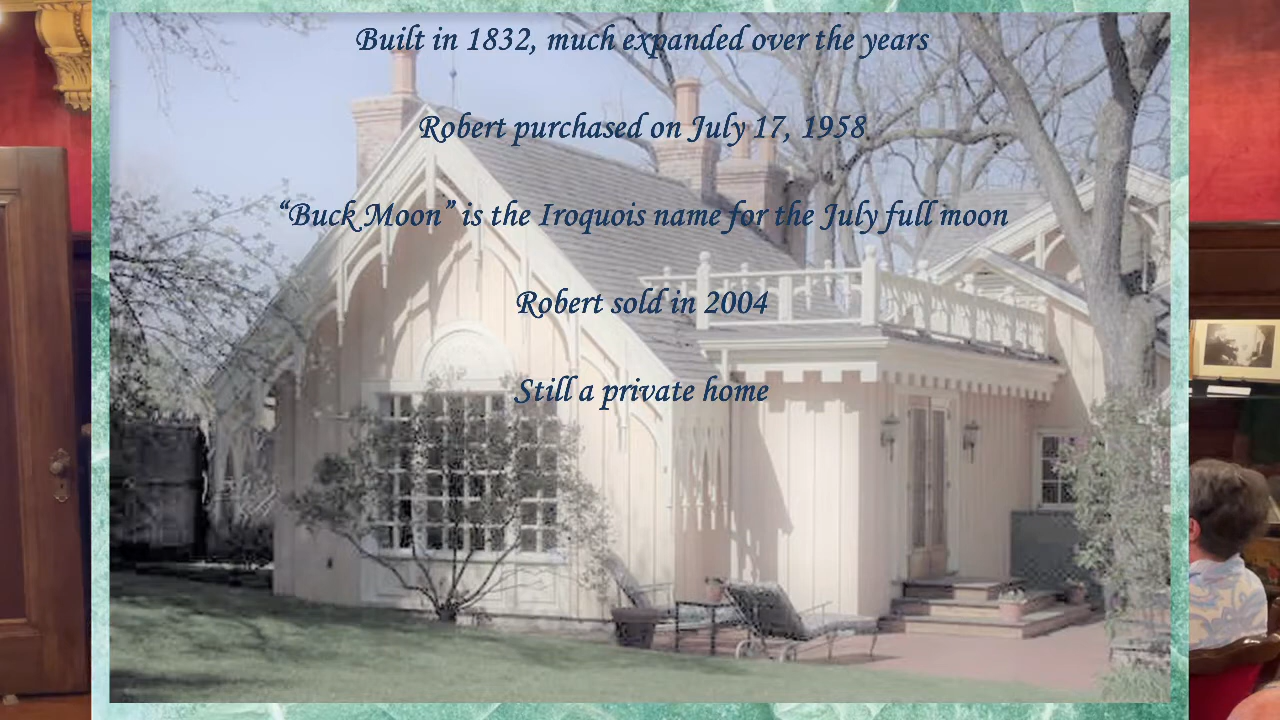 Built in 1832, much expanded over the years
Robert purchased on July 17, 1958
“Buck Moon” is the Iroquois name for the July full moon
Robert sold in 2004
Still a private home